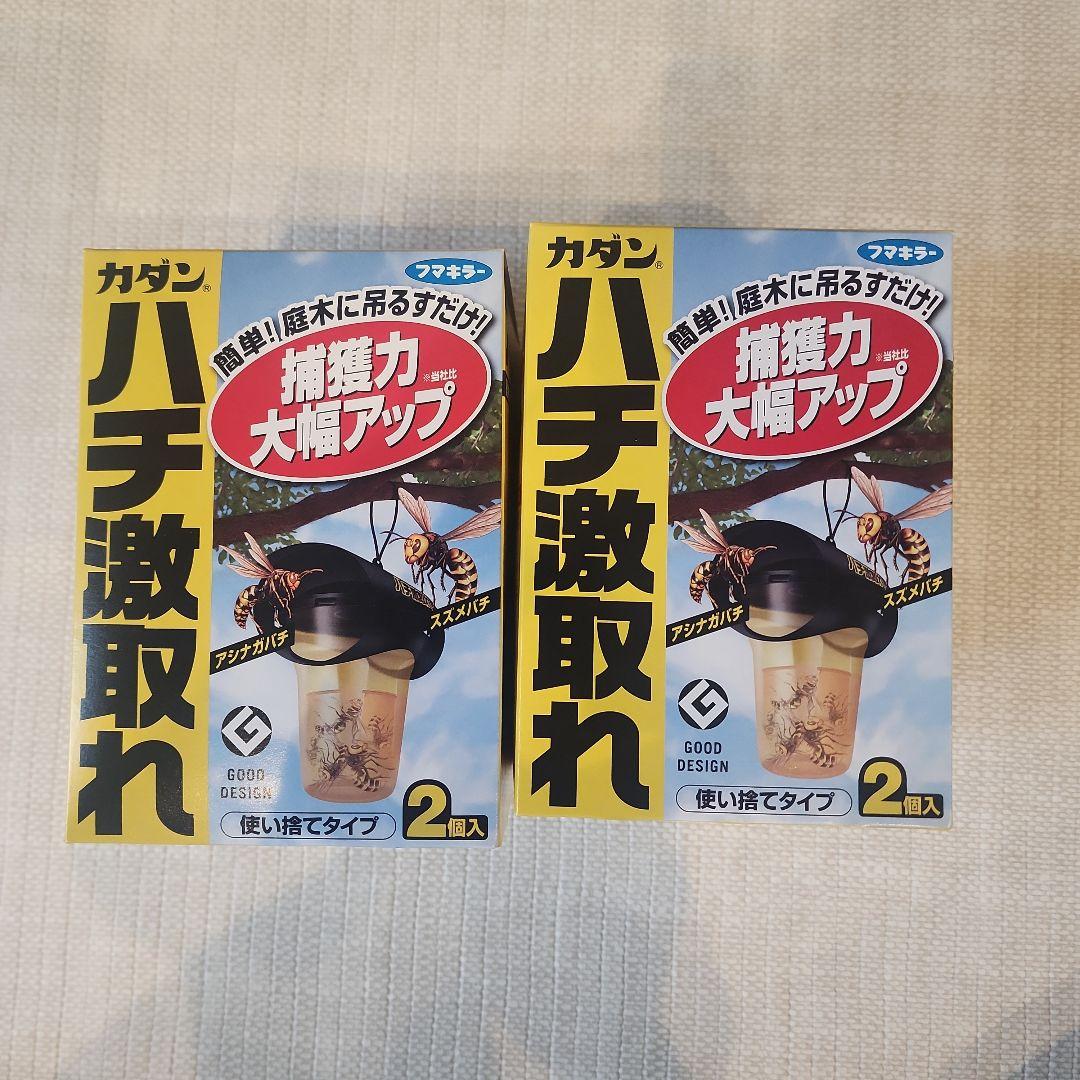 カダン®
フマキラー
ハチ激取れ
簡単！庭木に吊るすだけ！
捕獲力
※当社比
大幅アップ
アシナガバチ
スズメバチ
GOOD
DESIGN
使い捨てタイプ
2個入
カダン®
フマキラー
ハチ激取れ
簡単！庭木に吊るすだけ！
捕獲力
※当社比
大幅アップ
アシナガバチ
スズメバチ
GOOD
DESIGN
使い捨てタイプ
2個入